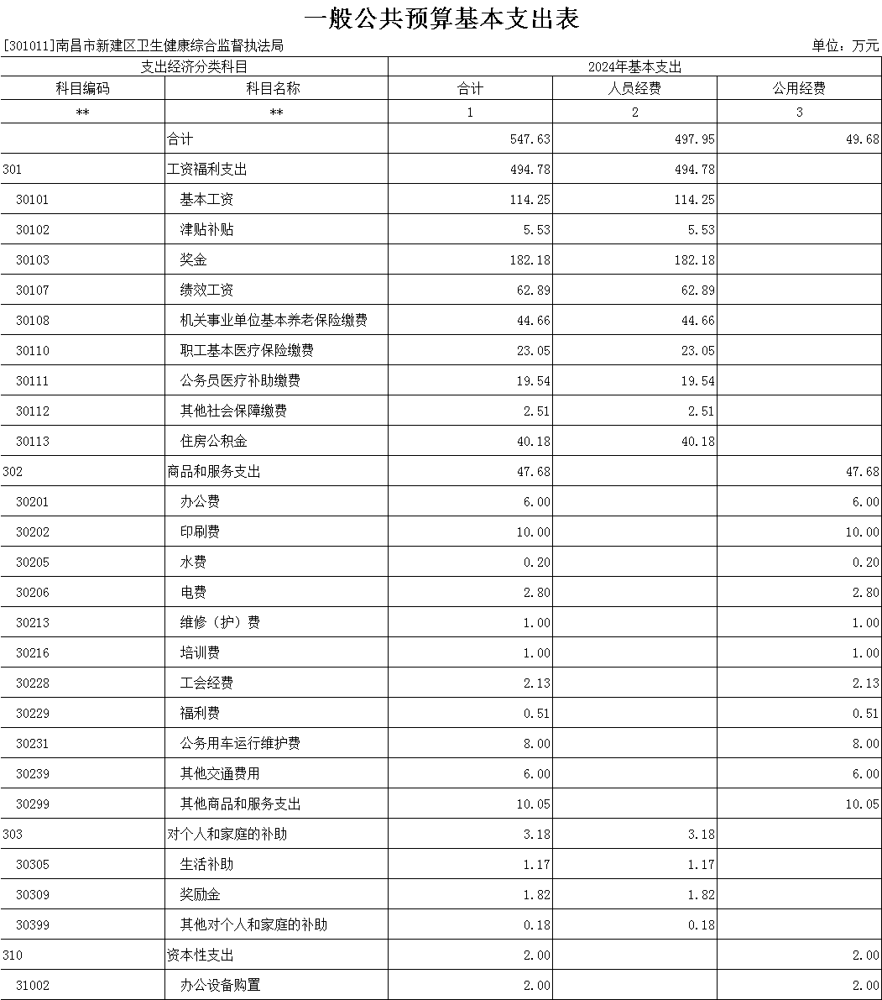 一般公共预算基本支出表
[301011]南昌市新建区卫生健康综合监督执法局 单位：万元
支出经济分类科目 2024年基本支出
科目编码 科目名称 合计 人员经费 公用经费
** ** 1 2 3
合计 547.63 497.95 49.68
301 工资福利支出 494.78 494.78
30101 基本工资 114.25 114.25
30102 津贴补贴 5.53 5.53
30103 奖金 182.18 182.18
30107 绩效工资 62.89 62.89
30108 机关事业单位基本养老保险缴费 44.66 44.66
30110 职工基本医疗保险缴费 23.05 23.05
30111 公务员医疗补助缴费 19.54 19.54
30112 其他社会保障缴费 2.51 2.51
30113 住房公积金 40.18 40.18
302 商品和服务支出 47.68 47.68
30201 办公费 6.00 6.00
30202 印刷费 10.00 10.00
30205 水费 0.20 0.20
30206 电费 2.80 2.80
30213 维修（护）费 1.00 1.00
30216 培训费 1.00 1.00
30228 工会经费 2.13 2.13
30229 福利费 0.51 0.51
30231 公务用车运行维护费 8.00 8.00
30239 其他交通费用 6.00 6.00
30299 其他商品和服务支出 10.05 10.05
303 对个人和家庭的补助 3.18 3.18
30305 生活补助 1.17 1.17
30309 奖励金 1.82 1.82
30399 其他对个人和家庭的补助 0.18 0.18
310 资本性支出 2.00 2.00
31002 办公设备购置 2.00 2.00